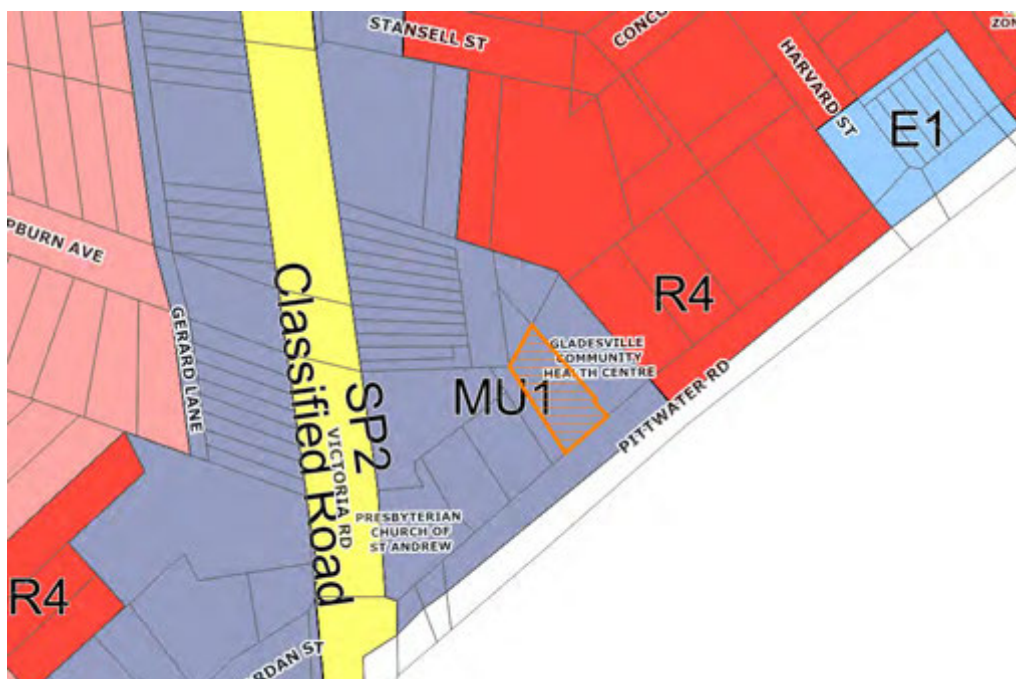 STANSELL ST
HARVARD ST
E1
PBURN AVE
GERARD LANE
Classified Road
SP2
VICTORIA RD
R4
GLADESVILLE
COMMUNITY
HEALTH CENTRE
MU1
PITTWATER RD
PRESBYTERIAN
CHURCH OF
ST ANDREW
R4
RDAN ST
CONCO
ZON